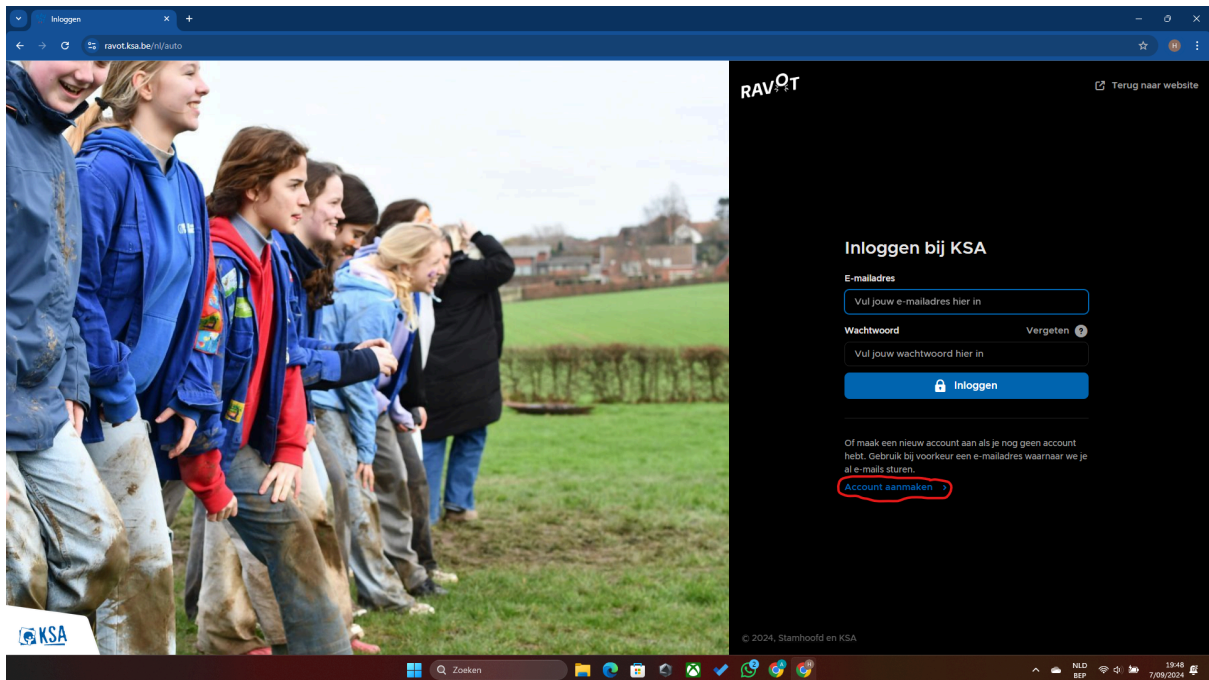 Inloggen
ravot.ksa.be/nl/auto
H
RAVOT
Terug naar website
Inloggen bij KSA
E-mailadres
Vul jouw e-mailadres hier in
Wachtwoord
Vergeten ?
Vul jouw wachtwoord hier in
Inloggen
Of maak een nieuw account aan als je nog geen account
hebt. Gebruik bij voorkeur een e-mailadres waarnaar we je
al e-mails sturen.
Account aanmaken
KSA
© 2024, Stamhoofd en KSA
Zoeken
NLD
BEP
19:48
7/09/2024